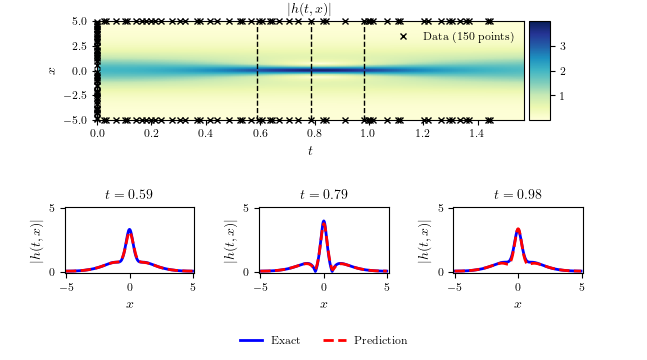 |h(t, x)|
5.0
2.5
0.0
−2.5
−5.0
x
Data (150 points)
3
2
1
0.0 0.2 0.4 0.6 0.8 1.0 1.2 1.4
t
t = 0.59
t = 0.79
t = 0.98
5
0
|h(t, x)|
−5 0 5
x
5
0
|h(t, x)|
−5 0 5
x
5
0
|h(t, x)|
−5 0 5
x
Exact
Prediction